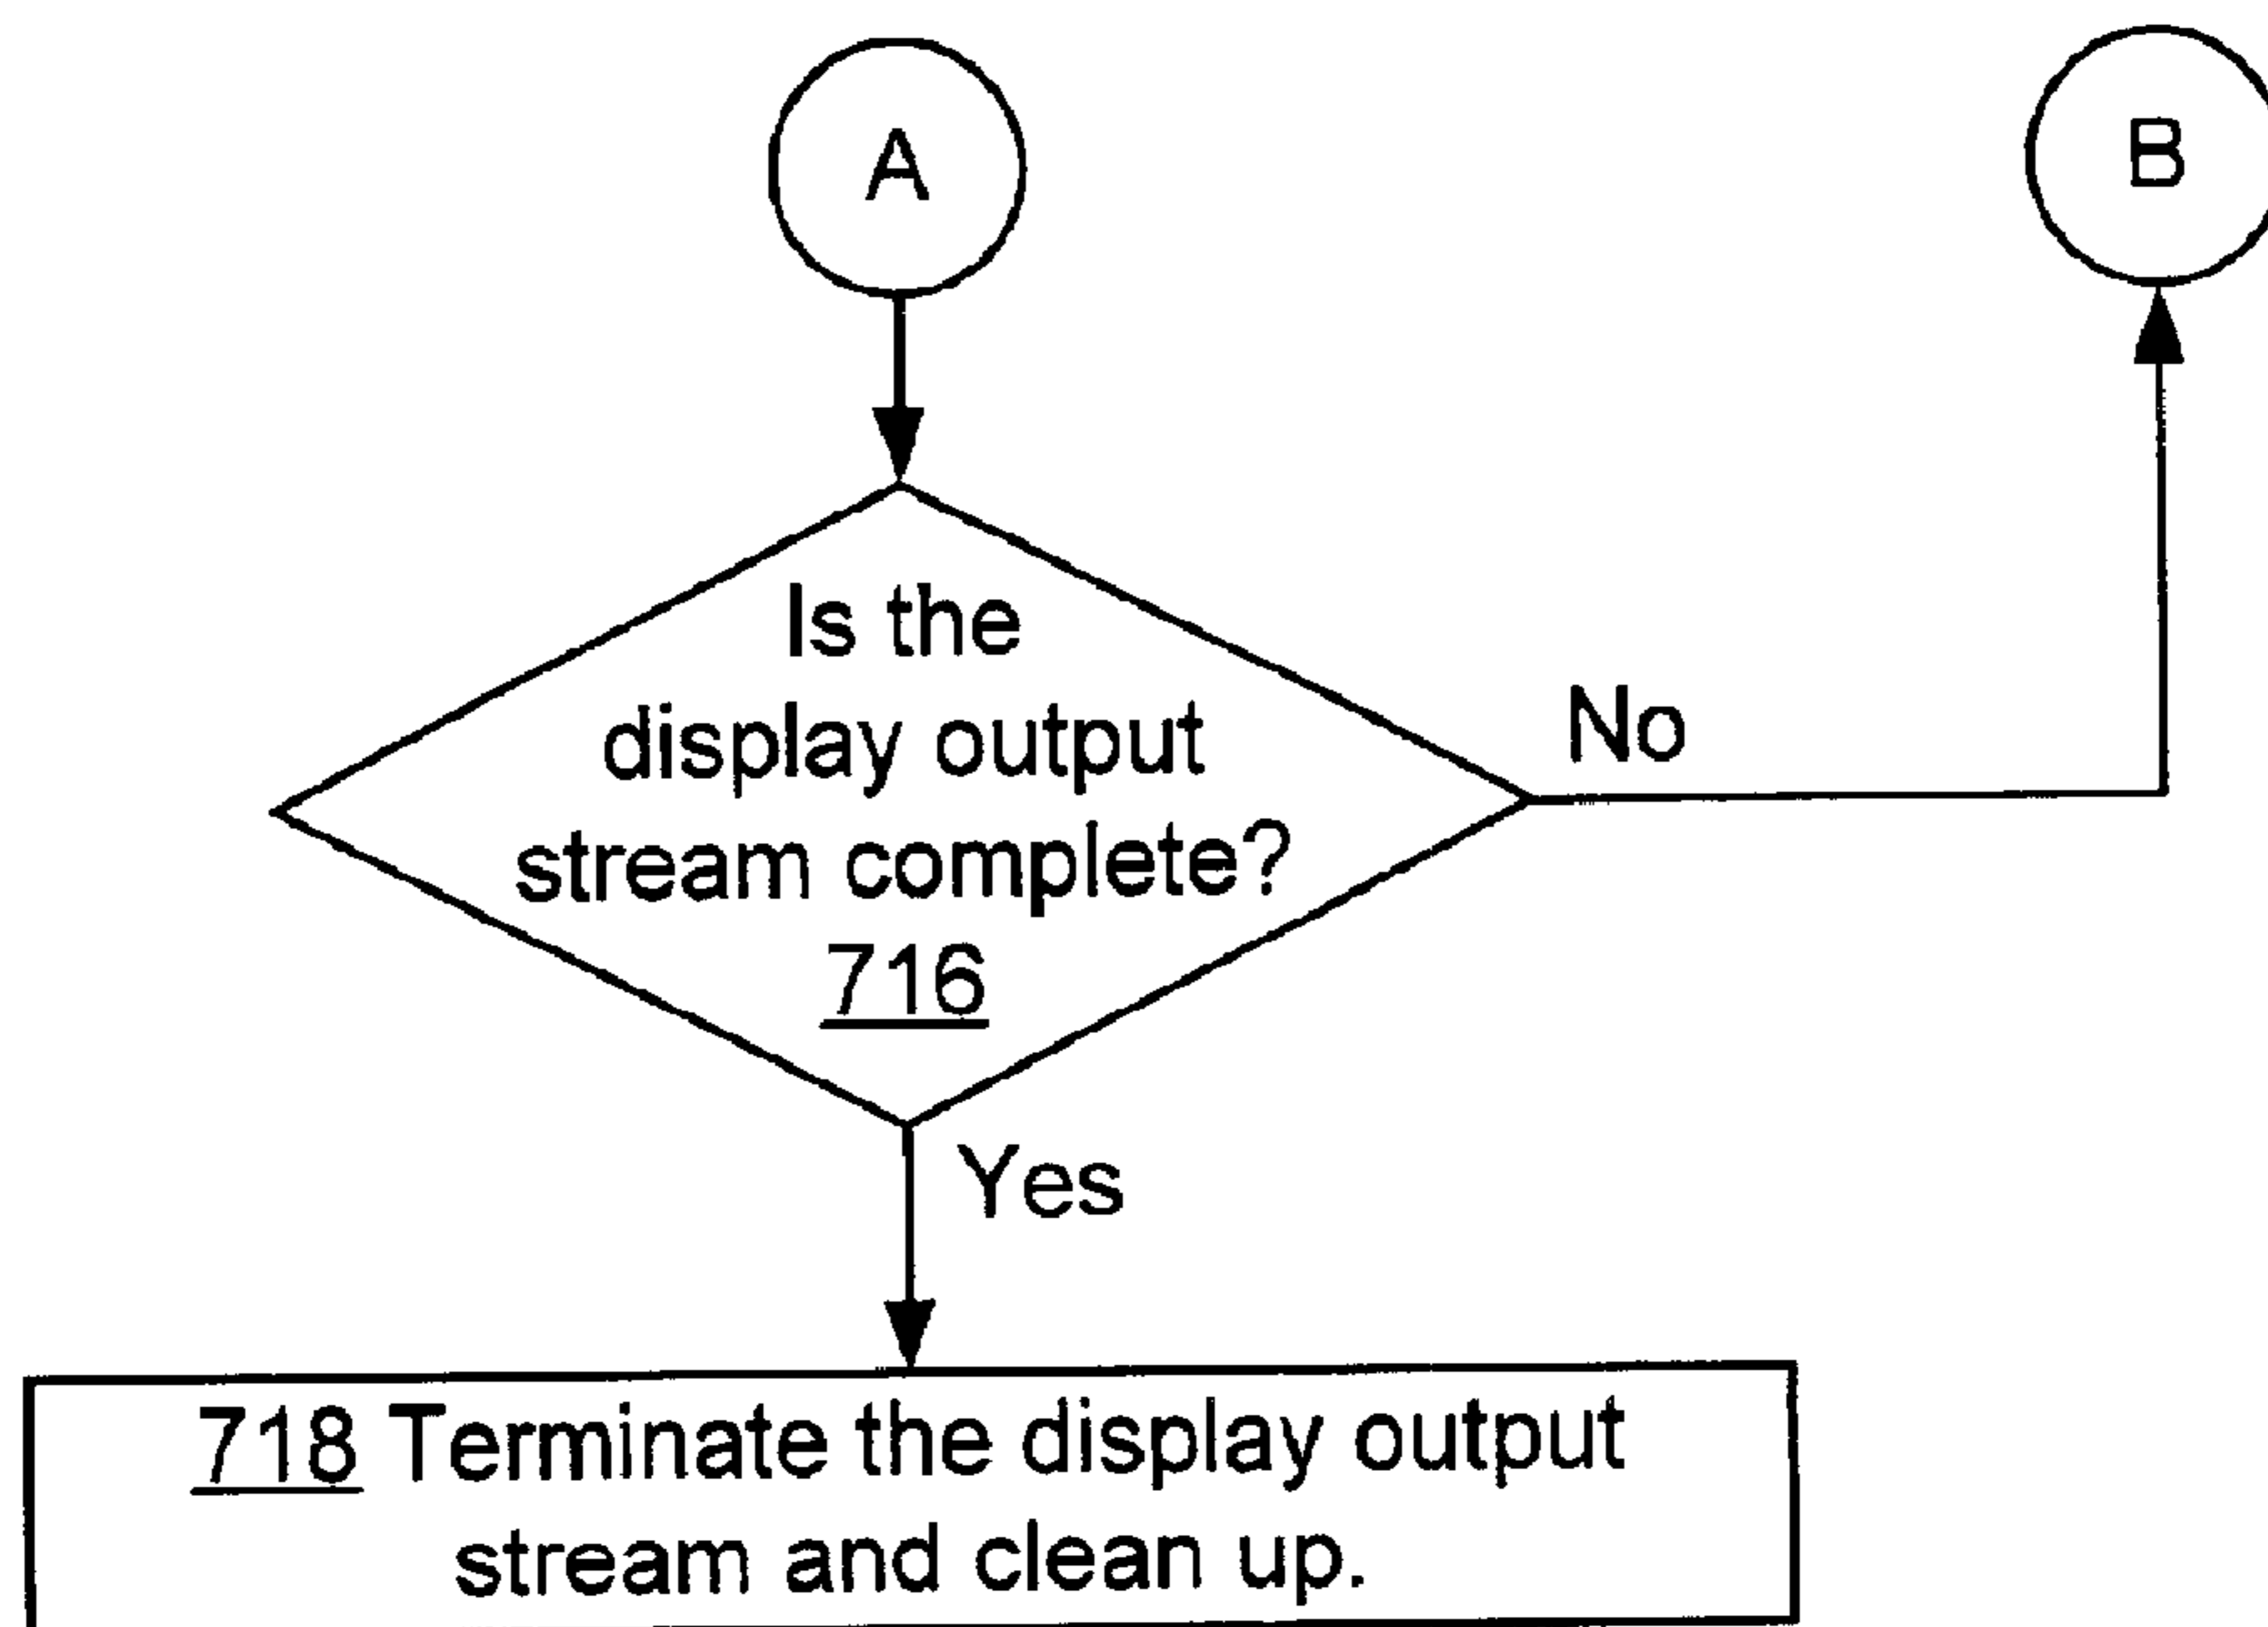 A
B
Is the
display output
stream complete?
716
No
Yes
718 Terminate the display output
stream and clean up.